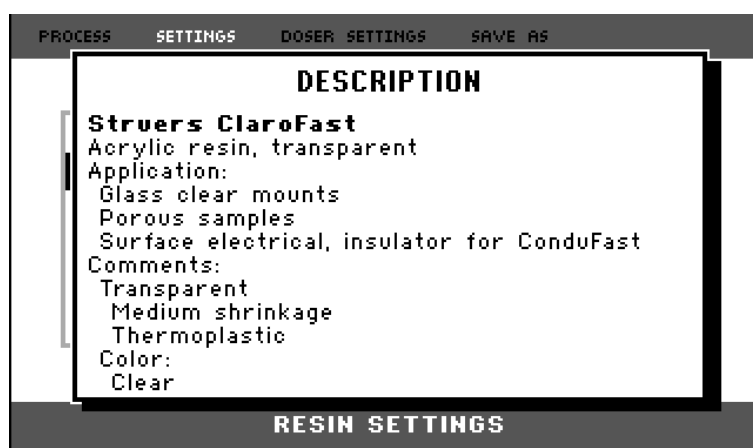 PROCESS SETTINGS DOSER SETTINGS SAVE AS
DESCRIPTION
Struers ClaroFast
Acrylic resin, transparent
Application:
Glass clear mounts
Porous samples
Surface electrical, insulator for ConduFast
Comments:
Transparent
Medium shrinkage
Thermoplastic
Color:
Clear
RESIN SETTINGS